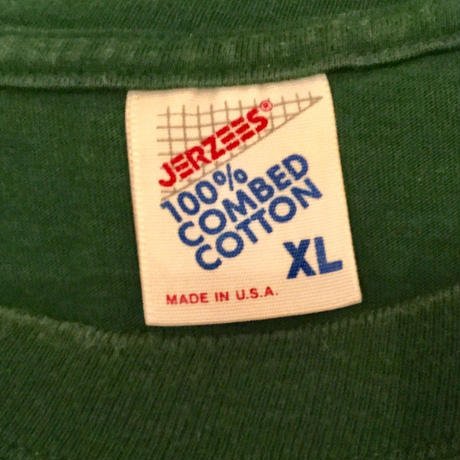 JERZEES®
100%
COMBED
COTTON
XL
MADE IN U.S.A.